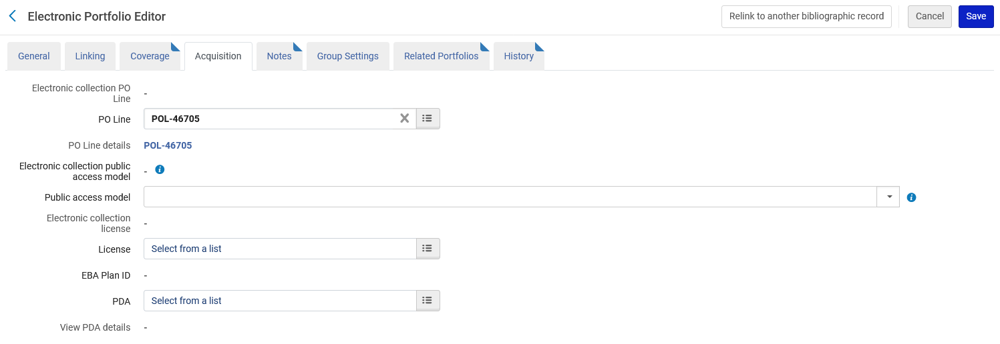 Electronic Portfolio Editor
Relink to another bibliographic record
Cancel
Save
General
Linking
Coverage
Acquisition
Notes
Group Settings
Related Portfolios
History
Electronic collection PO
Line
-
PO Line
POL-46705
PO Line details
POL-46705
Electronic collection public
access model
-
Public access model
Electronic collection
license
-
License
Select from a list
EBA Plan ID
-
PDA
Select from a list
View PDA details
-